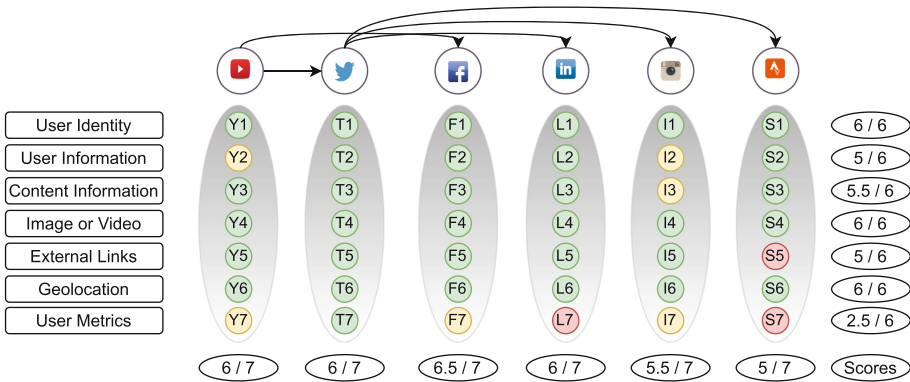 in
User Identity Y1 T1 F1 L1 I1 S1 6 / 6
User Information Y2 T2 F2 L2 I2 S2 5 / 6
Content Information Y3 T3 F3 L3 I3 S3 5.5 / 6
Image or Video Y4 T4 F4 L4 I4 S4 6 / 6
External Links Y5 T5 F5 L5 I5 S5 5 / 6
Geolocation Y6 T6 F6 L6 I6 S6 6 / 6
User Metrics Y7 T7 F7 L7 I7 S7 2.5 / 6
6 / 7 6 / 7 6.5 / 7 6 / 7 5.5 / 7 5 / 7 Scores